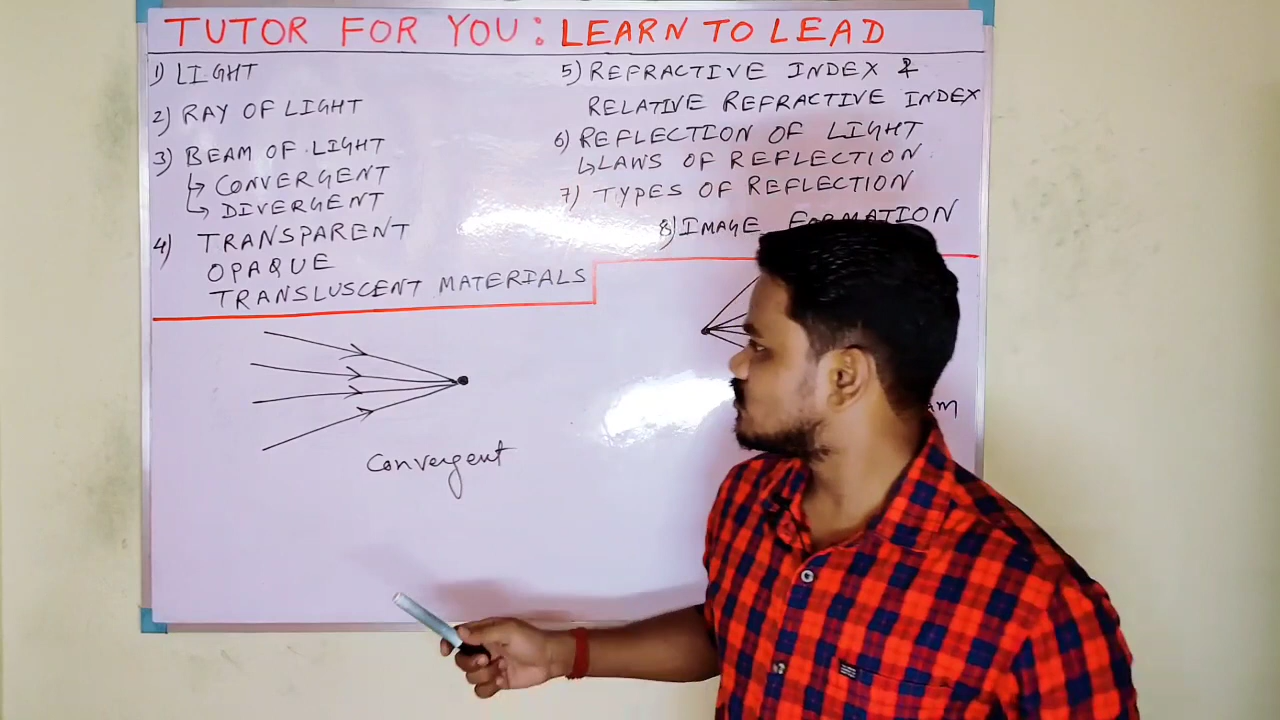 TUTOR FOR YOU: LEARN TO LEAD
1) LIGHT
2) RAY OF LIGHT
3) BEAM OF LIGHT
↳ CONVERGENT
↳ DIVERGENT
4) TRANSPARENT
OPAQUE
TRANSLUSCENT MATERIALS
5) REFRACTIVE INDEX &
RELATIVE REFRACTIVE INDEX
6) REFLECTION OF LIGHT
↳ LAWS OF REFLECTION
7) TYPES OF REFLECTION
8) IMAGE FORMATION
Convergent